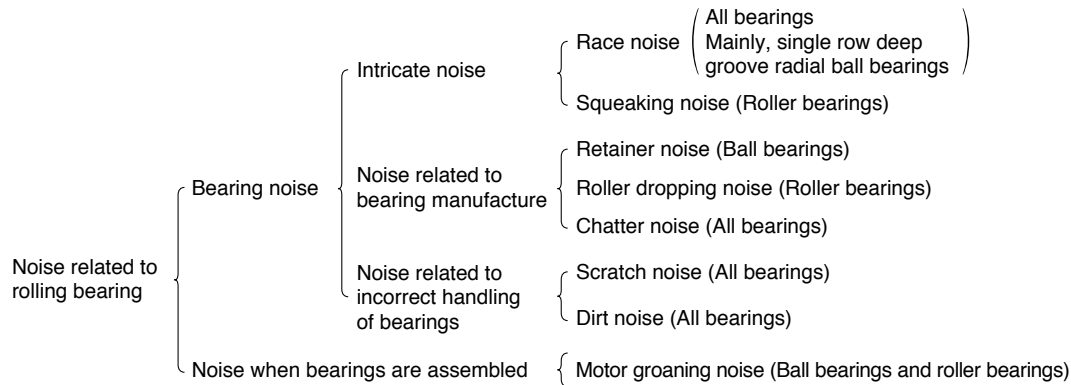 Noise related to
rolling bearing
Bearing noise
Intricate noise
Race noise
All bearings
Mainly, single row deep
groove radial ball bearings
Squeaking noise (Roller bearings)
Noise related to
bearing manufacture
Retainer noise (Ball bearings)
Roller dropping noise (Roller bearings)
Chatter noise (All bearings)
Noise related to
incorrect handling
of bearings
Scratch noise (All bearings)
Dirt noise (All bearings)
Noise when bearings are assembled
Motor groaning noise (Ball bearings and roller bearings)